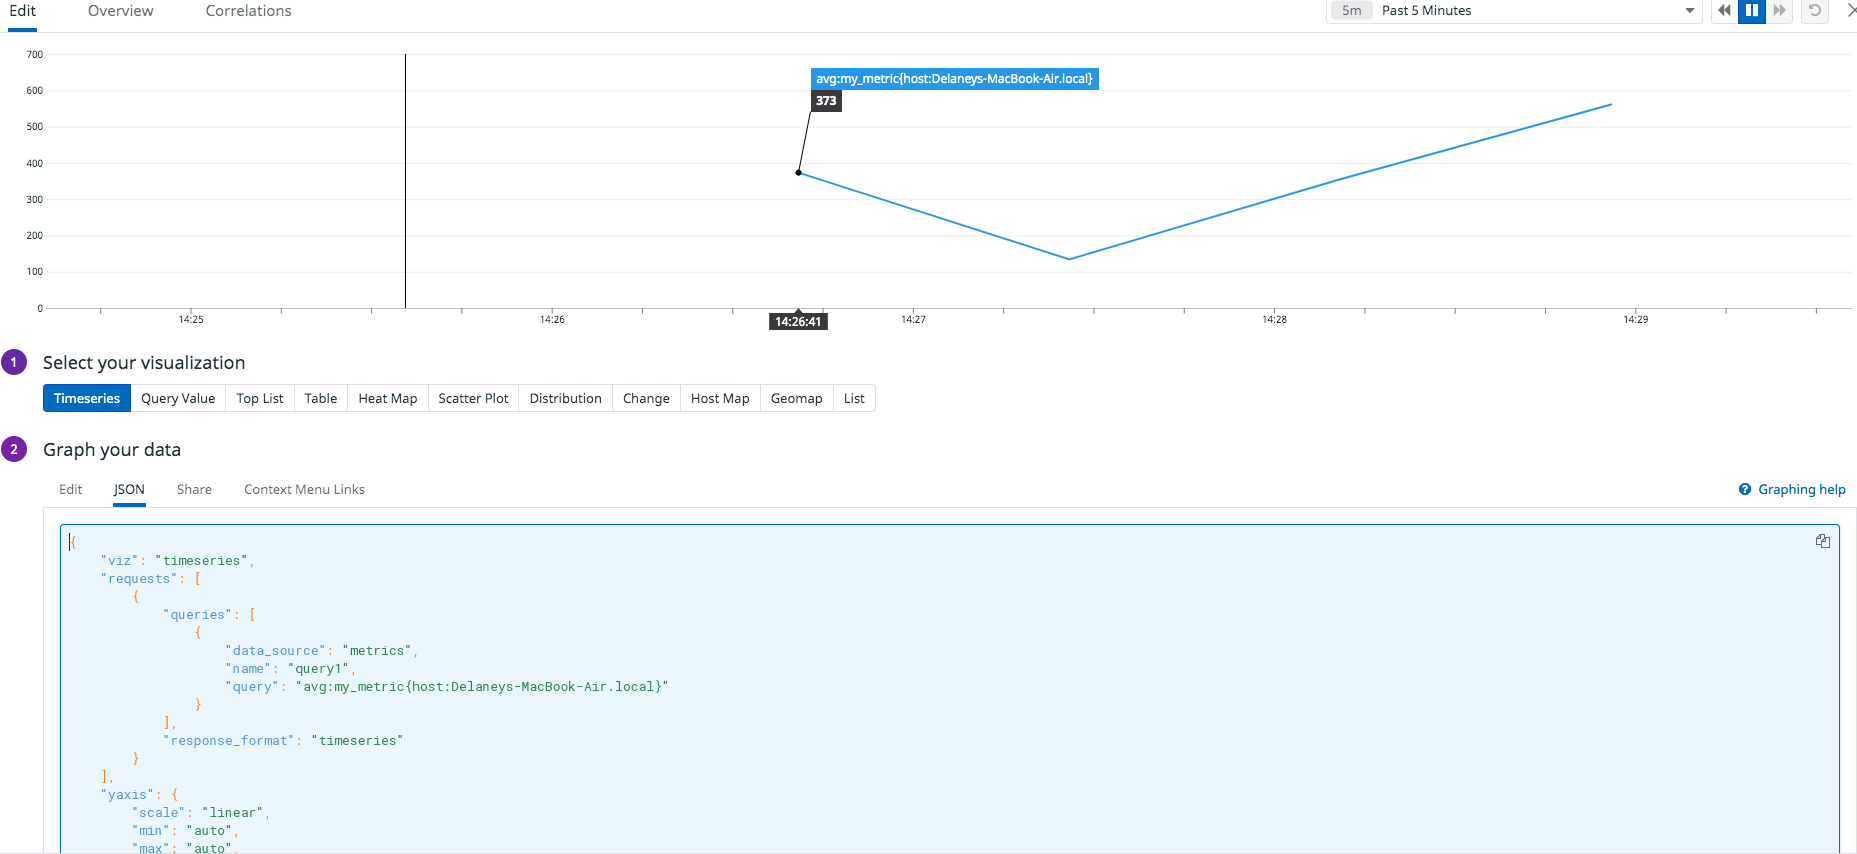 Edit Overview Correlations 5m Past 5 Minutes
700
600
500
400
300
200
100
0
avg:my_metric{host:Delaneys-MacBook-Air.local}
373
14:25 14:26 14:26:41 14:27 14:28 14:29
1 Select your visualization
Timeseries Query Value Top List Table Heat Map Scatter Plot Distribution Change Host Map Geomap List
2 Graph your data
Edit JSON Share Context Menu Links ? Graphing help
{
"viz": "timeseries",
"requests": [
{
"queries": [
{
"data_source": "metrics",
"name": "query1",
"query": "avg:my_metric{host:Delaneys-MacBook-Air.local}"
}
],
"response_format": "timeseries"
}
],
"yaxis": {
"scale": "linear",
"min": "auto",
"max": "auto",